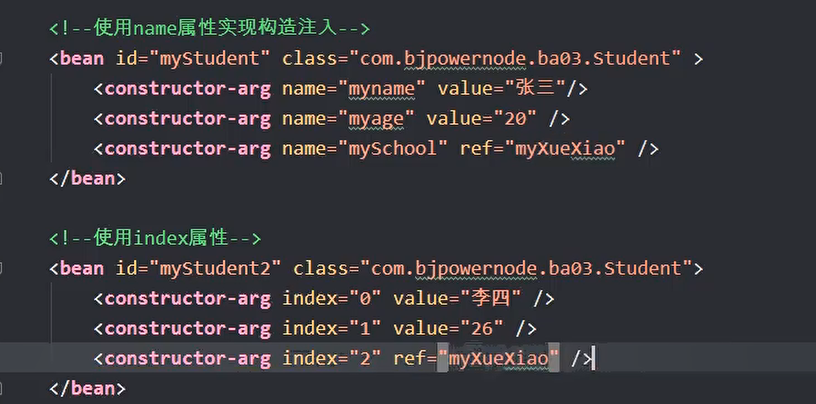 <!--使用name属性实现构造注入-->
<bean id="myStudent" class="com.bjpowernode.ba03.Student" >
<constructor-arg name="myname" value="张三"/>
<constructor-arg name="myage" value="20" />
<constructor-arg name="mySchool" ref="myXueXiao" />
</bean>
<!--使用index属性-->
<bean id="myStudent2" class="com.bjpowernode.ba03.Student">
<constructor-arg index="0" value="李四" />
<constructor-arg index="1" value="26" />
<constructor-arg index="2" ref="myXueXiao" />
</bean>